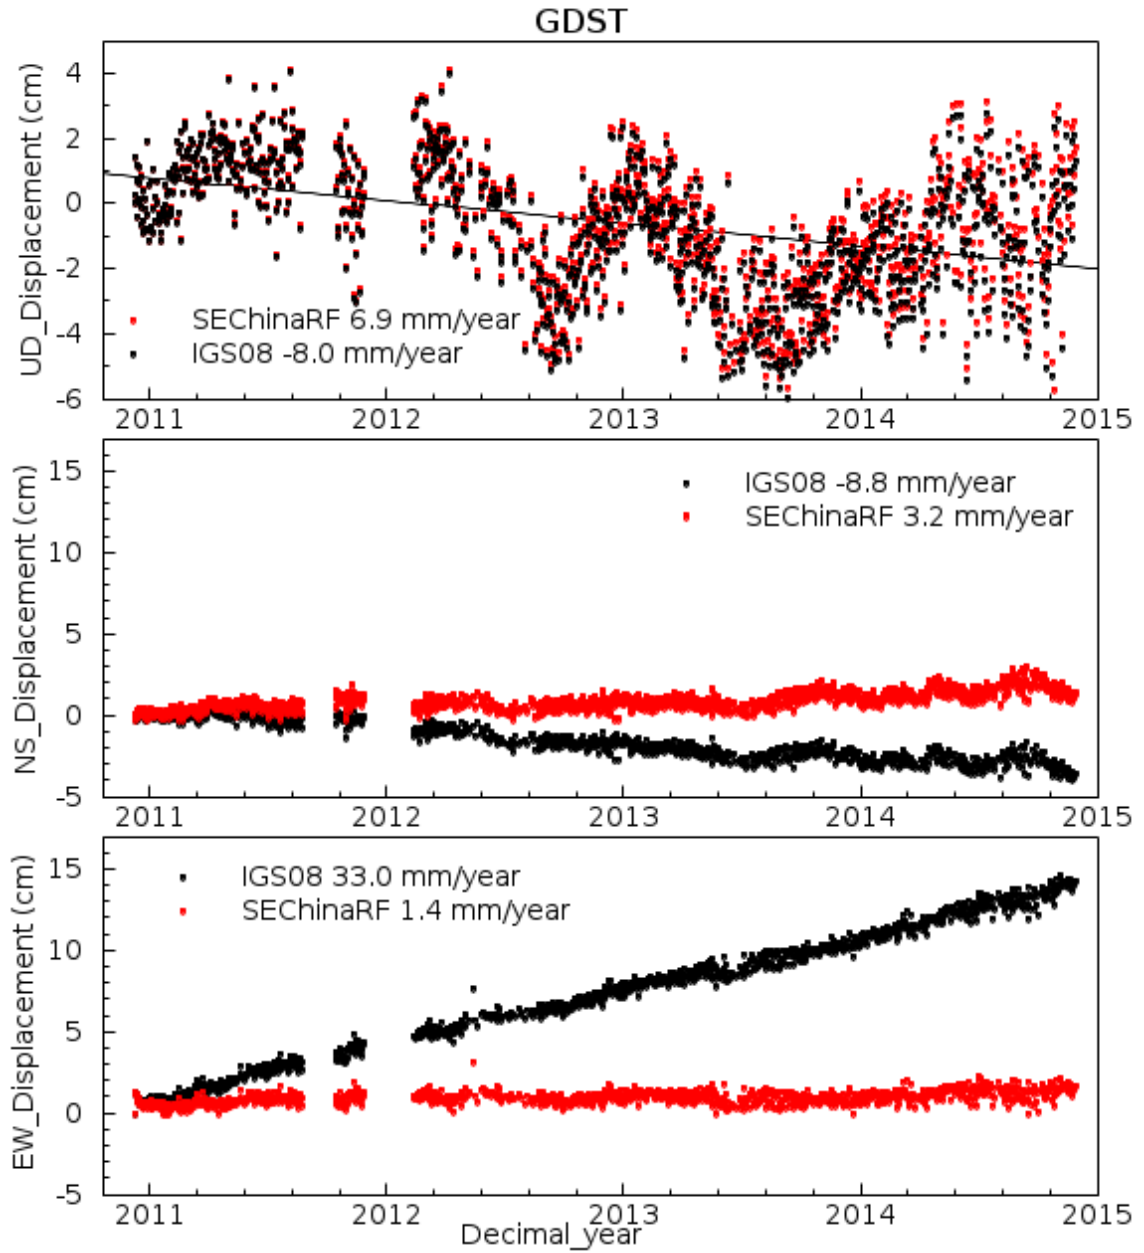 GDST
UD_Displacement (cm)
4
2
0
-2
-4
-6
SEChinaRF 6.9 mm/year
IGS08 -8.0 mm/year
2011 2012 2013 2014 2015
NS_Displacement (cm)
15
10
5
0
-5
IGS08 -8.8 mm/year
SEChinaRF 3.2 mm/year
2011 2012 2013 2014 2015
EW_Displacement (cm)
15
10
5
0
-5
IGS08 33.0 mm/year
SEChinaRF 1.4 mm/year
2011 2012 2013 2014 2015
Decimal_year